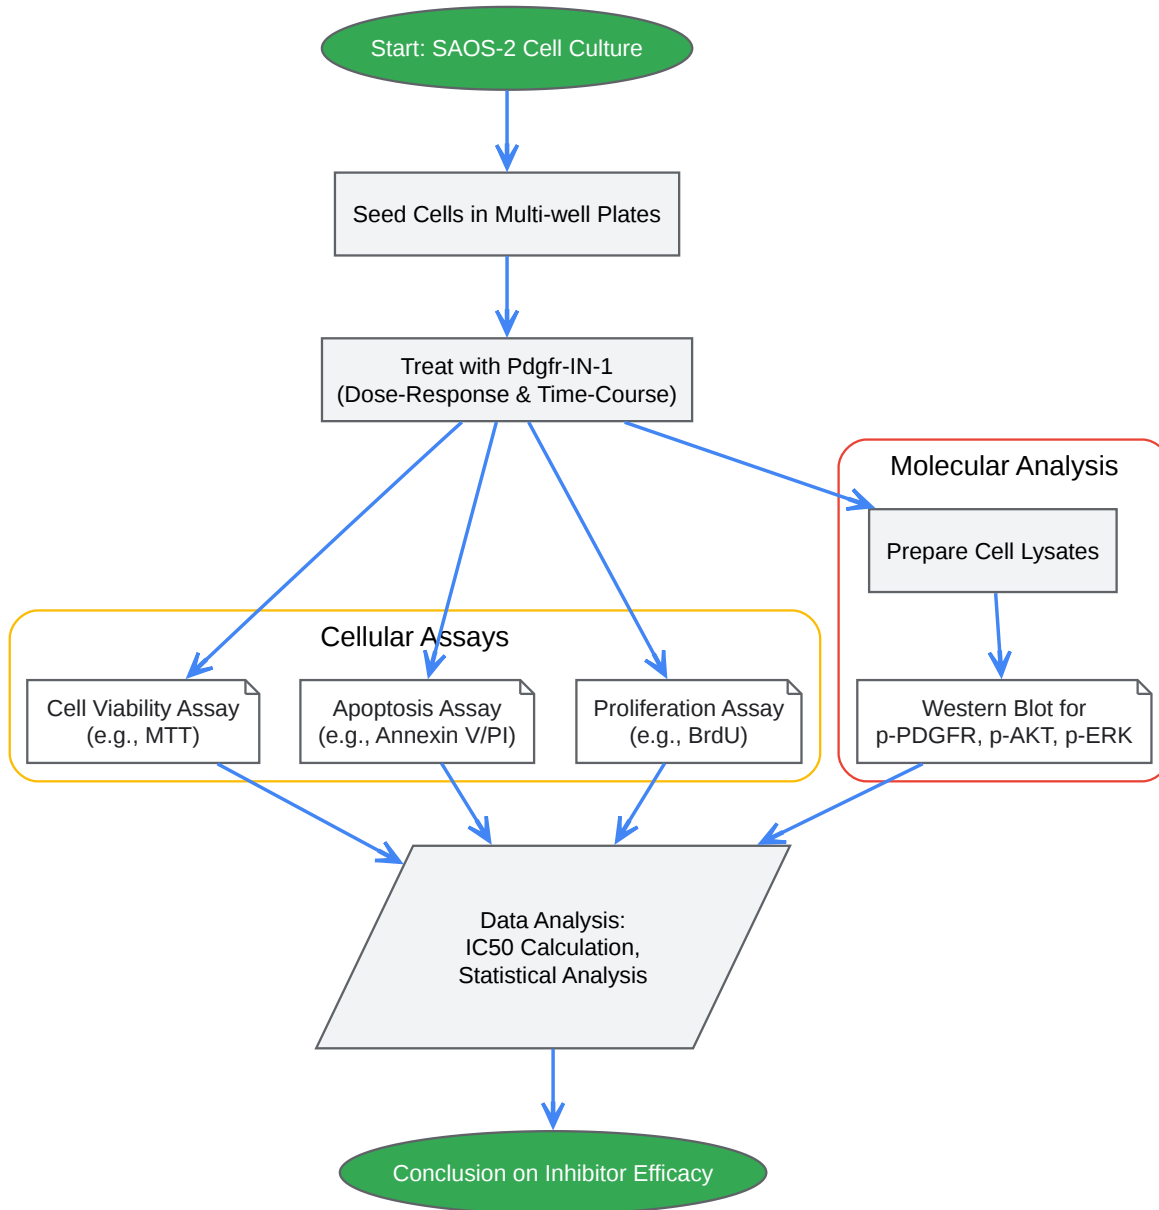 Start: SAOS-2 Cell Culture
Seed Cells in Multi-well Plates
Treat with Pdgfr-IN-1
(Dose-Response & Time-Course)
Molecular Analysis
Prepare Cell Lysates
Cellular Assays
Cell Viability Assay
(e.g., MTT)
Apoptosis Assay
(e.g., Annexin V/PI)
Proliferation Assay
(e.g., BrdU)
Western Blot for
p-PDGFR, p-AKT, p-ERK
Data Analysis:
IC50 Calculation,
Statistical Analysis
Conclusion on Inhibitor Efficacy